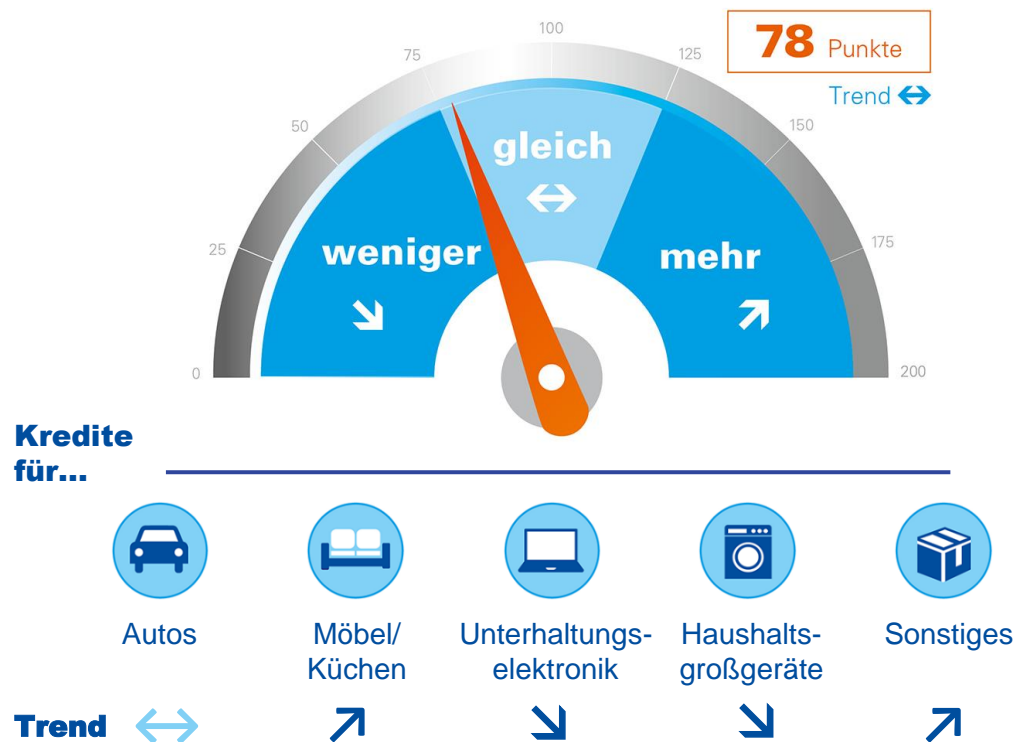 100
78 Punkte
75
125
Trend
50
150
gleich
weniger
mehr
25
175
0
200
Kredite
für...
Autos
Möbel/
Küchen
Unterhaltungs-
elektronik
Haushalts-
großgeräte
Sonstiges
Trend